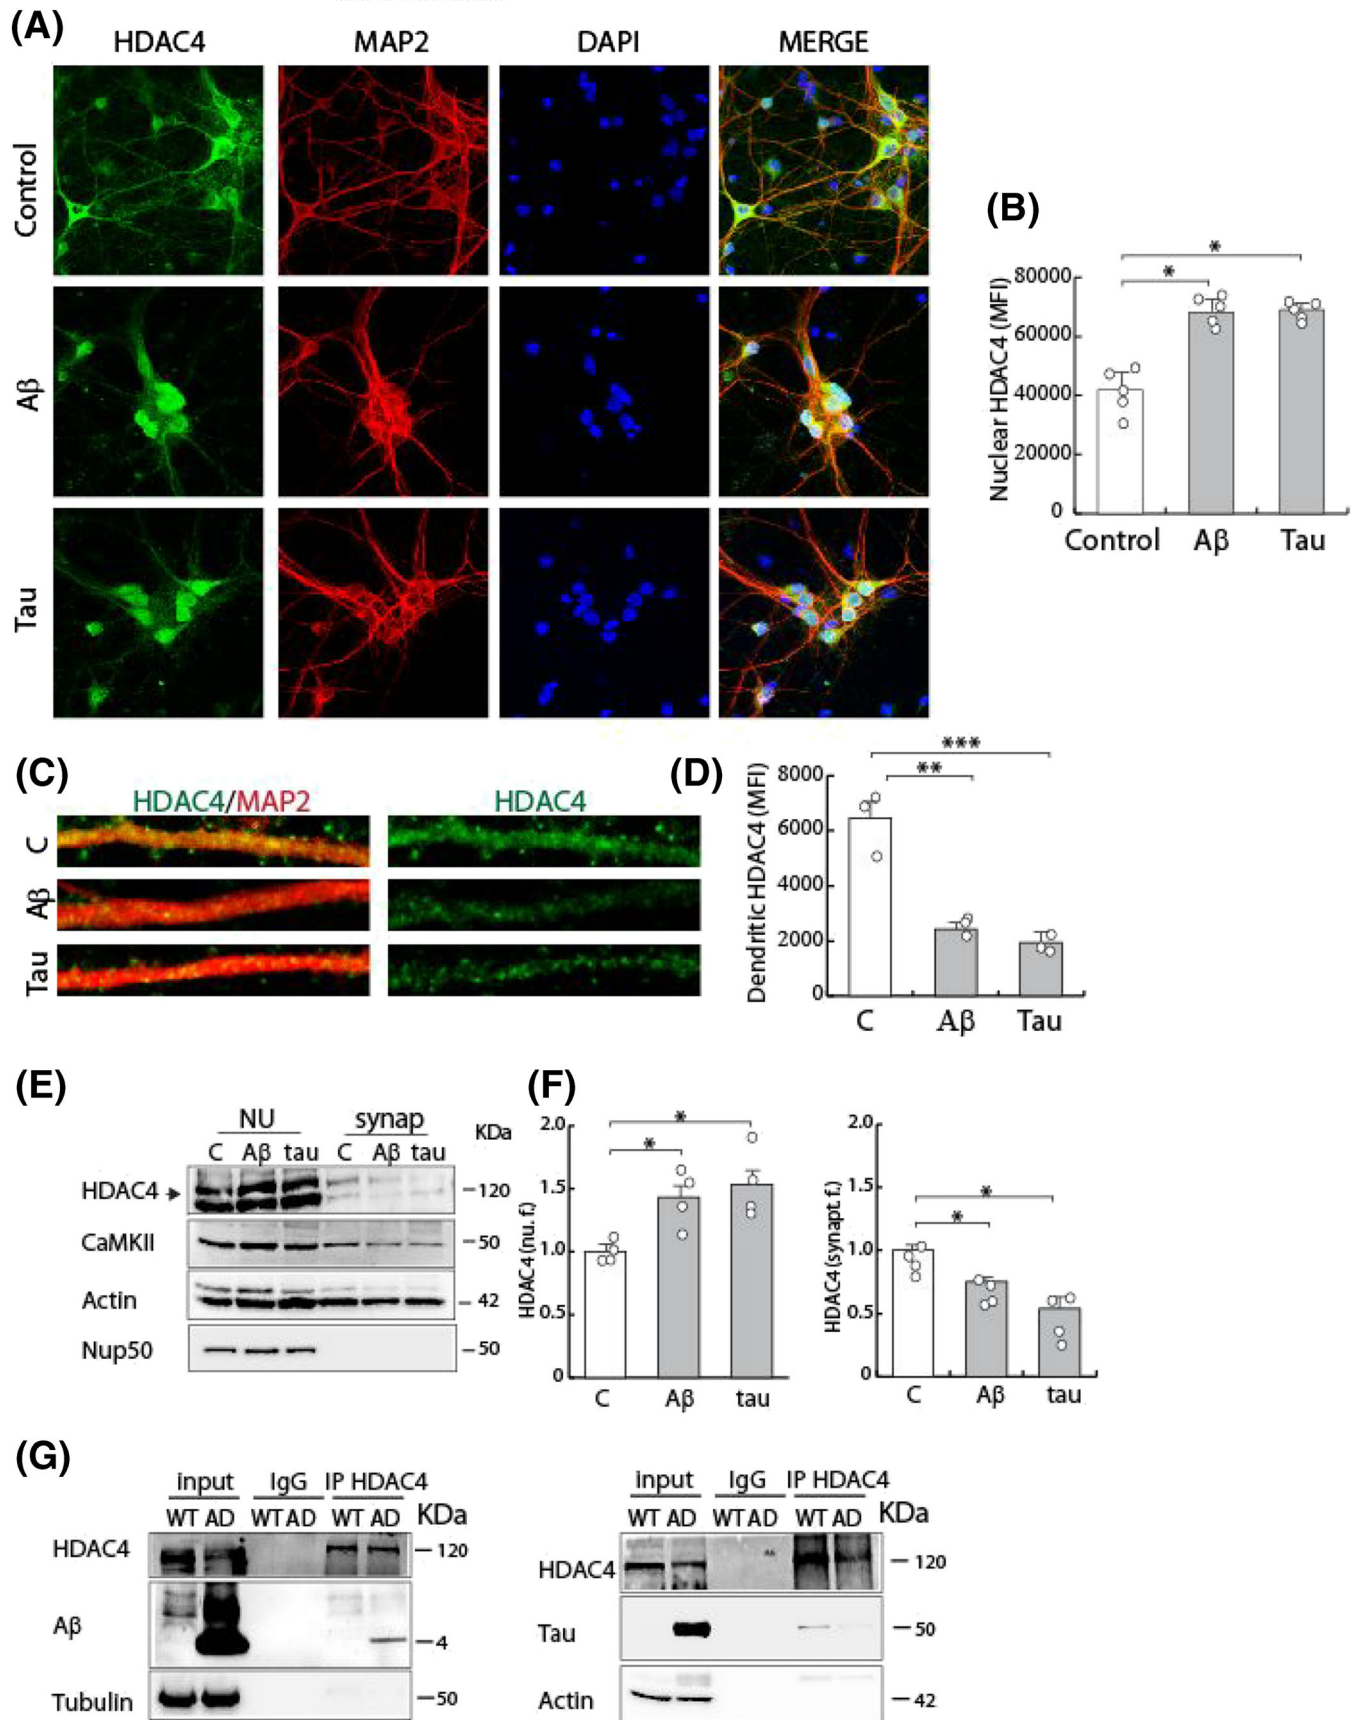 (A)
HDAC4 MAP2 DAPI MERGE
Control
Aβ
Tau
(B)
* 
*
Nuclear HDAC4 (MFI)
80000
60000
40000
20000
0
Control Aβ Tau
(C)
HDAC4/MAP2 HDAC4
C
Aβ
Tau
(D)
***
**
Dendritic HDAC4 (MFI)
8000
6000
4000
2000
0
C Aβ Tau
(E)
NU synap
C Aβ tau C Aβ tau KDa
HDAC4 120
CaMKII 50
Actin 42
Nup50 50
(F)
*
*
HDAC4 (nu. f.)
2.0
1.5
1.0
0.5
0
C Aβ tau
*
*
HDAC4 (synapt. f.)
2.0
1.5
1.0
0.5
0
C Aβ tau
(G)
input IgG IP HDAC4
WT AD WT AD WT AD KDa
HDAC4 120
Aβ 4
Tubulin 50
input IgG IP HDAC4
WT AD WT AD WT AD KDa
HDAC4 120
Tau 50
Actin 42